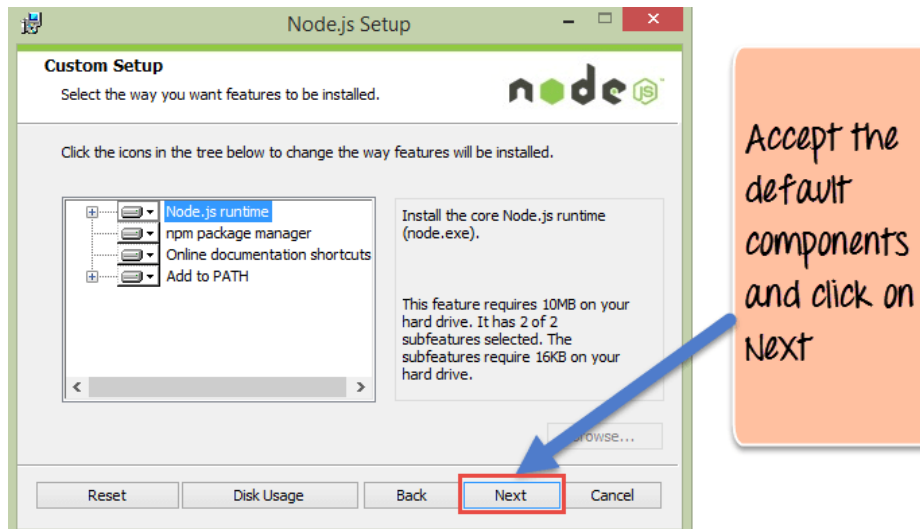 Node.js Setup
Custom Setup
Select the way you want features to be installed.
node JS
Click the icons in the tree below to change the way features will be installed.
Node.js runtime
npm package manager
Online documentation shortcuts
Add to PATH
Install the core Node.js runtime
(node.exe).
This feature requires 10MB on your
hard drive. It has 2 of 2
subfeatures selected. The
subfeatures require 16KB on your
hard drive.
Browse...
Reset
Disk Usage
Back
Next
Cancel
Accept the
default
components
and click on
Next